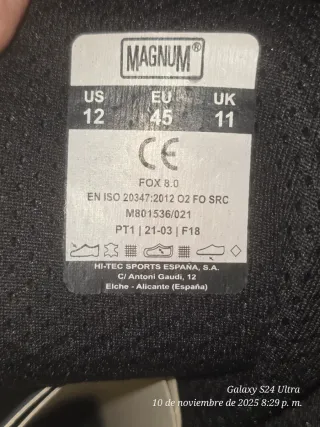 MAGNUM®
US EU UK
12 45 11
CE
FOX 8.0
EN ISO 20347:2012 O2 FO SRC
M801536/021
PT1 | 21-03 | F18
HI-TEC SPORTS ESPAÑA, S.A.
C/ Antoni Gaudi, 12
Elche - Alicante (España)
Galaxy S24 Ultra
10 de noviembre de 2025 8:29 p. m.